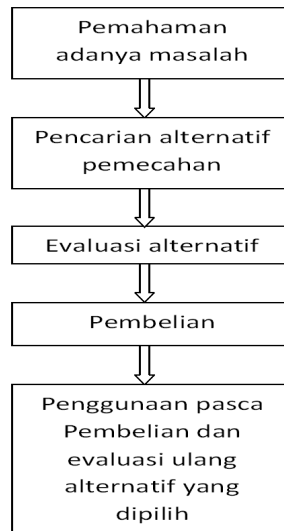 Pemahaman
adanya masalah
Pencarian alternatif
pemecahan
Evaluasi alternatif
Pembelian
Penggunaan pasca
Pembelian dan
evaluasi ulang
alternatif yang
dipilih